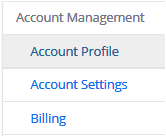 Account Management
Account Profile
Account Settings
Billing